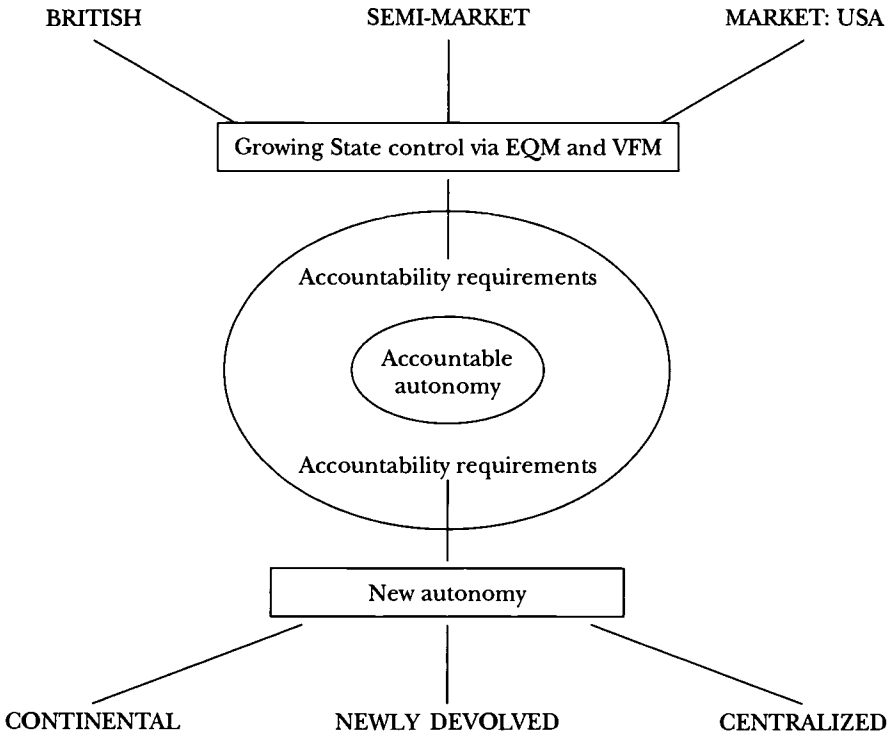 BRITISH
SEMI-MARKET
MARKET: USA
Growing State control via EQM and VFM
Accountability requirements
Accountable
autonomy
Accountability requirements
New autonomy
CONTINENTAL
NEWLY DEVOLVED
CENTRALIZED